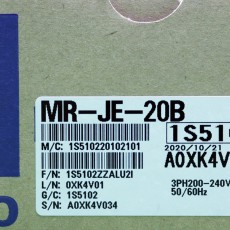 MR-JE-20B
1S510
M/C: 1S510220102101
2020/10/21
A0XK4V
F/N: 1S5102ZZALU2I
L/N: 0XK4V01
3PH200-240V
G/N: 1S5102
50/60Hz
S/N: A0XK4V034